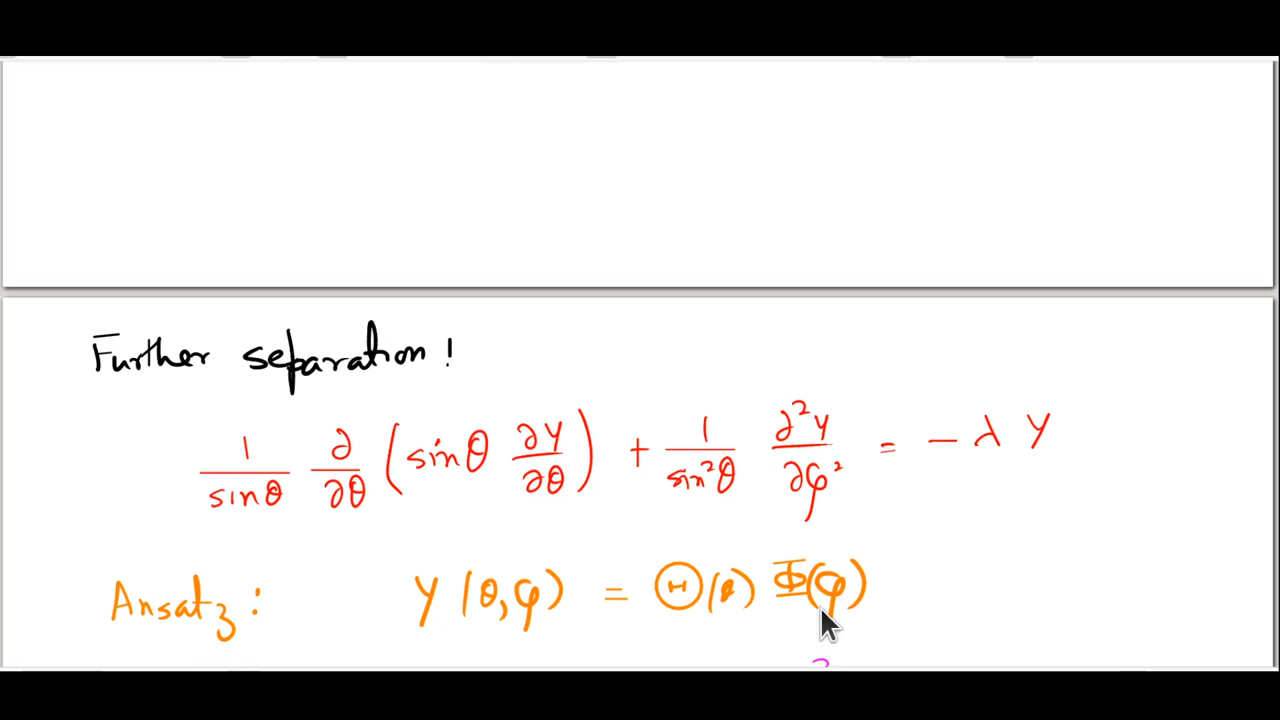 Further separation!
1/sinθ ∂/∂θ (sinθ ∂Y/∂θ) + 1/sin²θ ∂²Y/∂φ² = − λ Y
Ansatz: Y(θ,φ) = Θ(θ) Φ(φ)